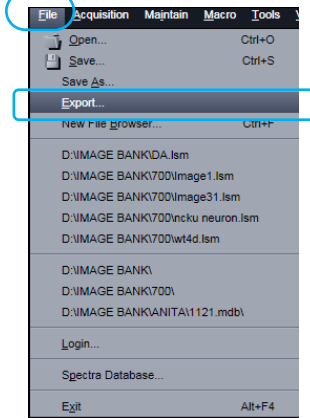 File Acquisition Maintain Macro Tools
Open... Ctrl+O
Save... Ctrl+S
Save As...
Export...
New File Browser... Ctrl+F
D:\IMAGE BANK\DA.lsm
D:\IMAGE BANK\700\Image1.lsm
D:\IMAGE BANK\700\Image31.lsm
D:\IMAGE BANK\700\ncku neuron.lsm
D:\IMAGE BANK\700\wt4d.lsm
D:\IMAGE BANK\
D:\IMAGE BANK\700\
D:\IMAGE BANK\ANITA\1121.mdb\
Login...
Spectra Database...
Exit Alt+F4